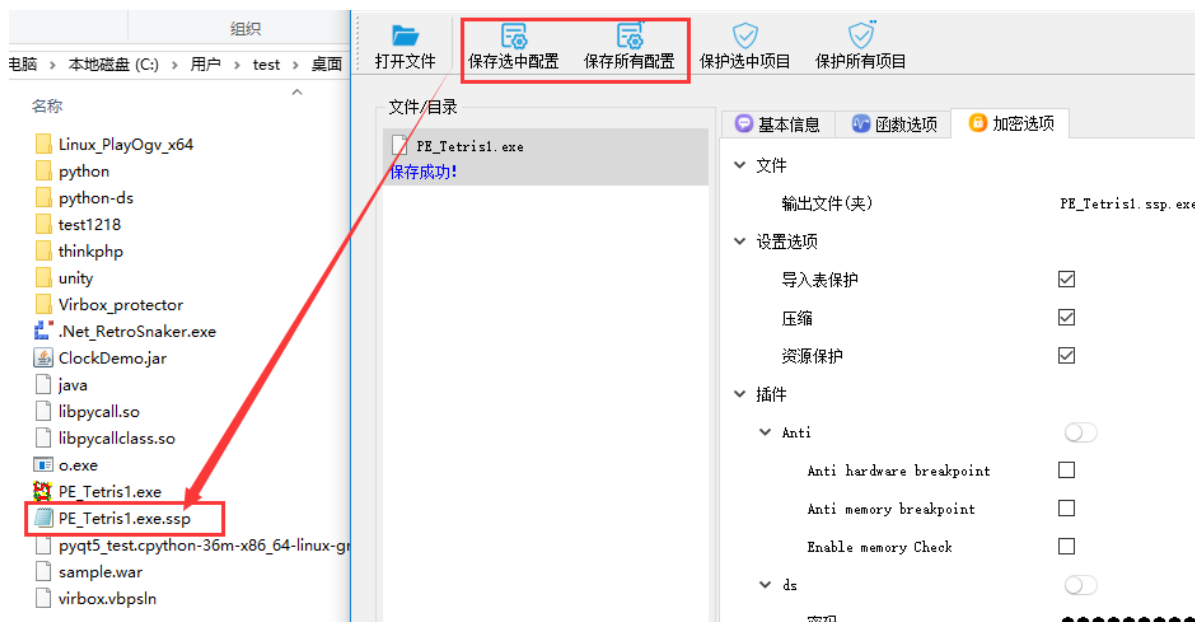 组织
电脑 > 本地磁盘 (C:) > 用户 > test > 桌面
名称
Linux_PlayOgv_x64
python
python-ds
test1218
thinkphp
unity
Virbox_protector
.Net_RetroSnaker.exe
ClockDemo.jar
java
libpycall.so
libpycallclass.so
o.exe
PE_Tetris1.exe
PE_Tetris1.exe.ssp
pyqt5_test.cpython-36m-x86_64-linux-gr
sample.war
virbox.vbpsln
打开文件 保存选中配置 保存所有配置 保护选中项目 保护所有项目
文件/目录
PE_Tetris1.exe
保存成功!
基本信息 函数选项 加密选项
文件
输出文件(夹) PE_Tetris1.ssp.exe
设置选项
导入表保护
压缩
资源保护
插件
Anti
Anti hardware breakpoint
Anti memory breakpoint
Enable memory Check
ds
密码